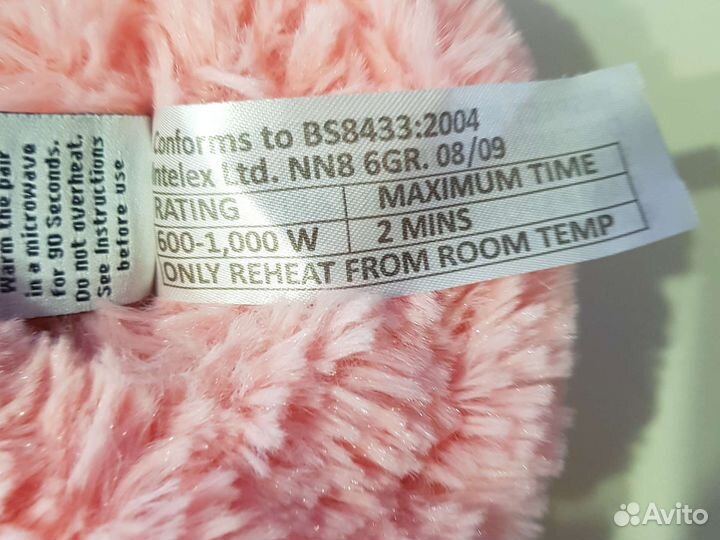 Warm the pair
in a microwave
for 90 Seconds.
Do not overheat.
See Instructions
before use
Conforms to BS8433:2004
Intelex Ltd. NN8 6GR. 08/09
RATING MAXIMUM TIME
600-1,000 W 2 MINS
ONLY REHEAT FROM ROOM TEMP
Avito